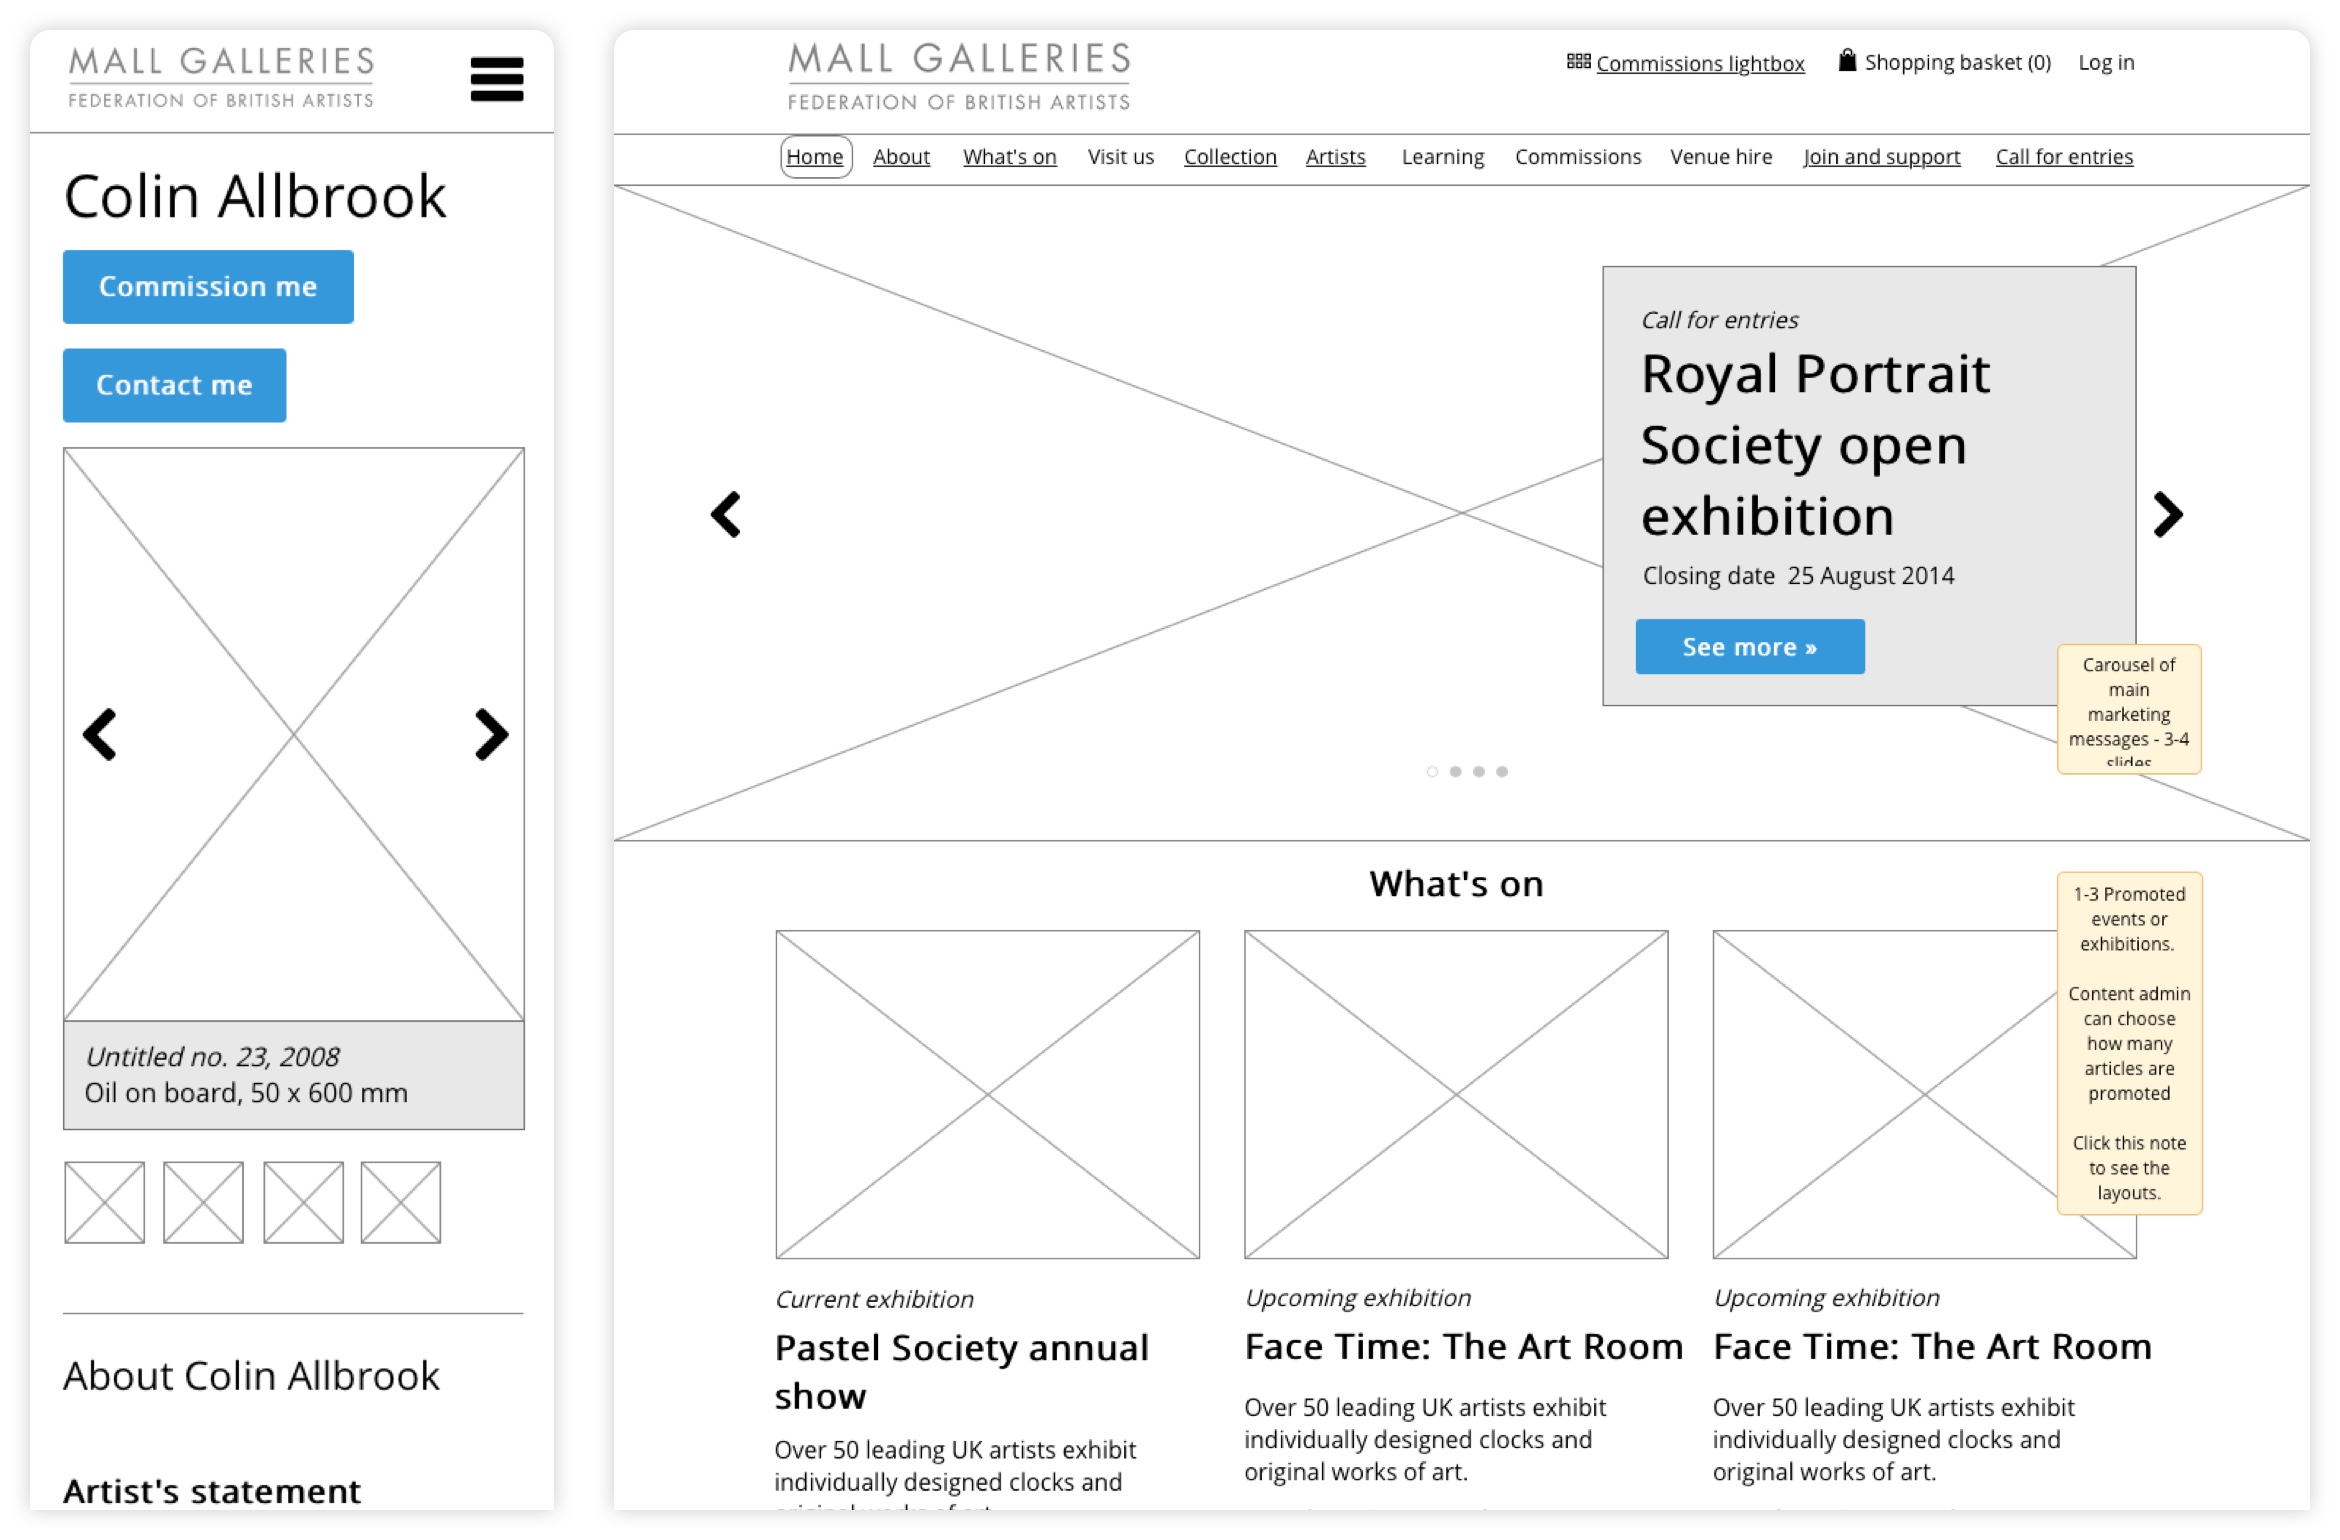 MALL GALLERIES
FEDERATION OF BRITISH ARTISTS
Colin Allbrook
Commission me
Contact me
Untitled no. 23, 2008
Oil on board, 50 x 600 mm
About Colin Allbrook
Artist's statement
MALL GALLERIES
FEDERATION OF BRITISH ARTISTS
Commissions lightbox Shopping basket (0) Log in
Home About What's on Visit us Collection Artists Learning Commissions Venue hire Join and support Call for entries
Call for entries
Royal Portrait
Society open
exhibition
Closing date 25 August 2014
See more »
Carousel of
main
marketing
messages - 3-4
slides
What's on
1-3 Promoted
events or
exhibitions.
Content admin
can choose
how many
articles are
promoted
Click this note
to see the
layouts.
Current exhibition
Pastel Society annual
show
Over 50 leading UK artists exhibit
individually designed clocks and
original works of art.
Upcoming exhibition
Face Time: The Art Room
Over 50 leading UK artists exhibit
individually designed clocks and
original works of art.
Upcoming exhibition
Face Time: The Art Room
Over 50 leading UK artists exhibit
individually designed clocks and
original works of art.